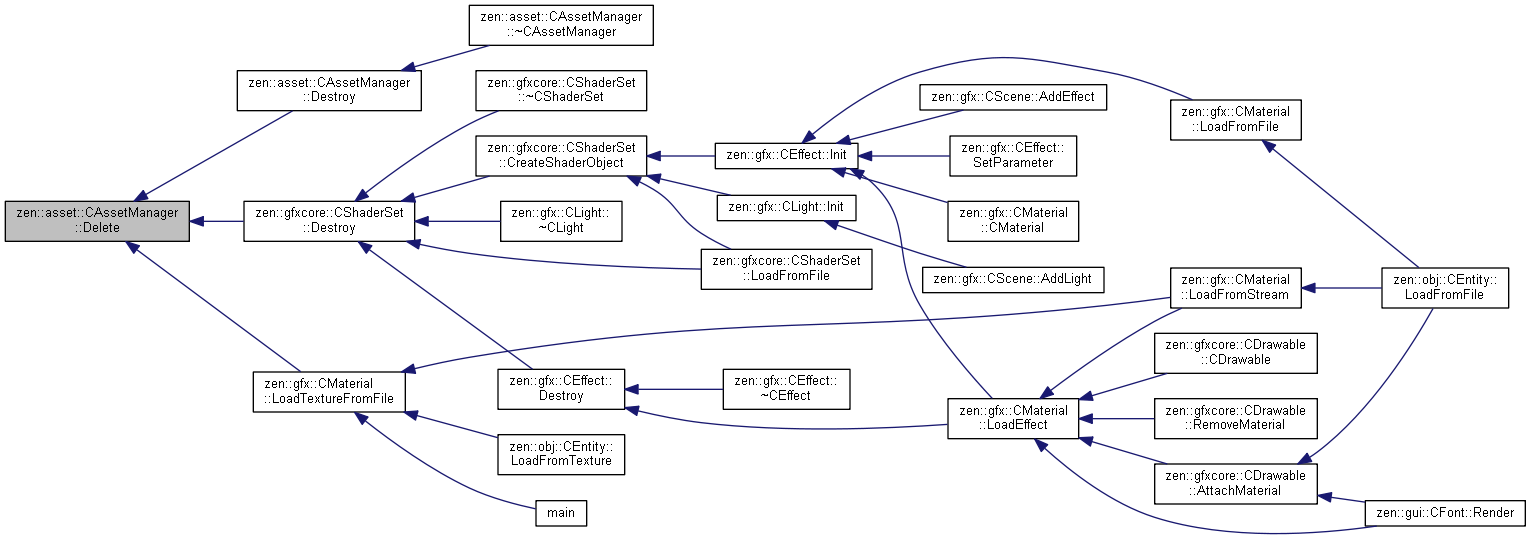 zen::asset::CAssetManager
::~CAssetManager
zen::asset::CAssetManager
::Destroy
zen::gfxcore::CShaderSet
::~CShaderSet
zen::gfx::CScene::AddEffect
zen::gfx::CMaterial
::LoadFromFile
zen::gfxcore::CShaderSet
::CreateShaderObject
zen::gfx::CEffect::Init
zen::gfx::CEffect::
SetParameter
zen::asset::CAssetManager
::Delete
zen::gfxcore::CShaderSet
::Destroy
zen::gfx::CLight::
~CLight
zen::gfx::CLight::Init
zen::gfx::CMaterial
::CMaterial
zen::gfxcore::CShaderSet
::LoadFromFile
zen::gfx::CScene::AddLight
zen::gfx::CMaterial
::LoadFromStream
zen::obj::CEntity::
LoadFromFile
zen::gfxcore::CDrawable
::CDrawable
zen::gfx::CMaterial
::LoadTextureFromFile
zen::gfx::CEffect::
Destroy
zen::gfx::CEffect::
~CEffect
zen::gfx::CMaterial
::LoadEffect
zen::gfxcore::CDrawable
::RemoveMaterial
zen::obj::CEntity::
LoadFromTexture
zen::gfxcore::CDrawable
::AttachMaterial
main
zen::gui::CFont::Render